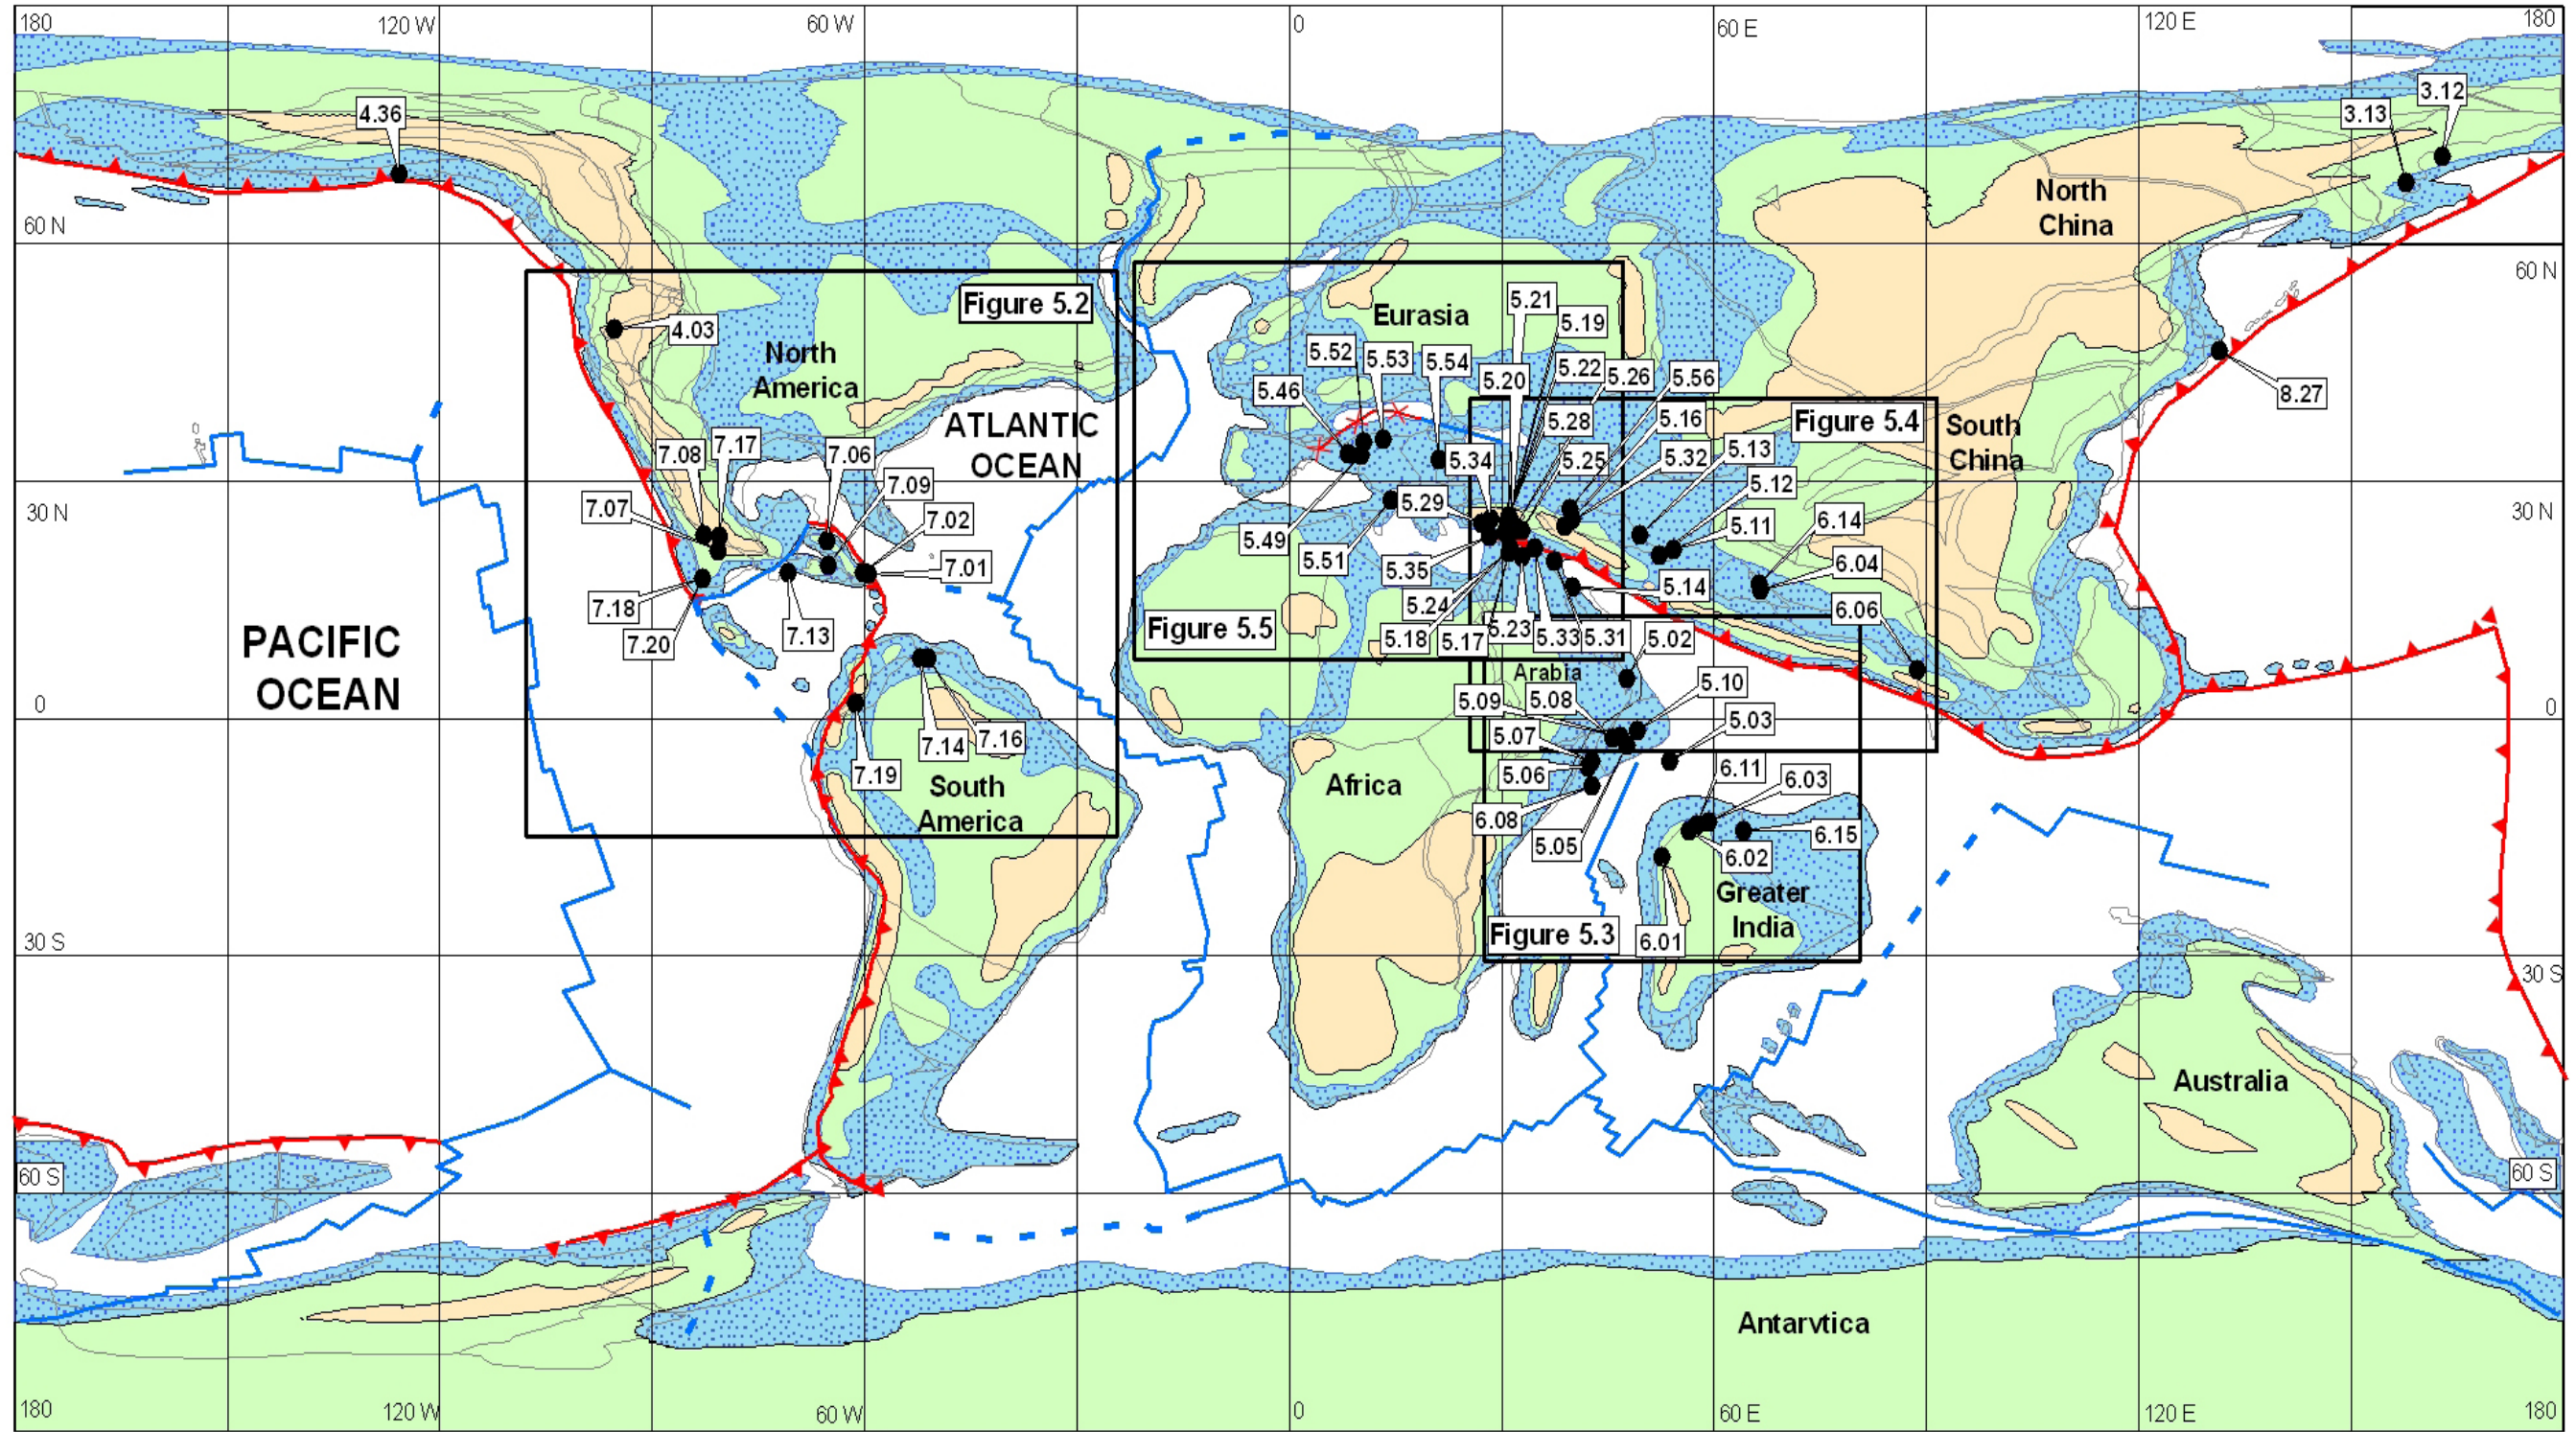 180
120 W
60 W
0
60 E
120 E
180
3.12
4.36
3.13
North
China
60 N
60 N
Figure 5.2
5.21
Eurasia
5.19
4.03
North
America
5.52
5.53
5.54
5.20
5.22
5.26
5.56
5.46
8.27
ATLANTIC
OCEAN
5.28
5.16
Figure 5.4
South
China
7.08
7.17
7.06
5.34
5.25
5.32
5.13
7.09
5.12
30 N
7.07
5.29
30 N
7.02
5.49
5.11
6.14
5.51
5.35
6.04
7.01
7.18
5.24
5.14
6.06
7.20
7.13
Figure 5.5
5.18
5.17
5.23
5.33
5.31
5.02
PACIFIC
OCEAN
Arabia
5.09
5.08
5.10
0
0
7.14
7.16
5.07
5.03
7.19
5.06
6.11
6.03
South
America
Africa
6.08
5.05
6.02
6.15
Greater
India
Figure 5.3
6.01
30 S
30 S
Australia
60 S
60 S
Antarvtica
180
120 W
60 W
0
60 E
120 E
180